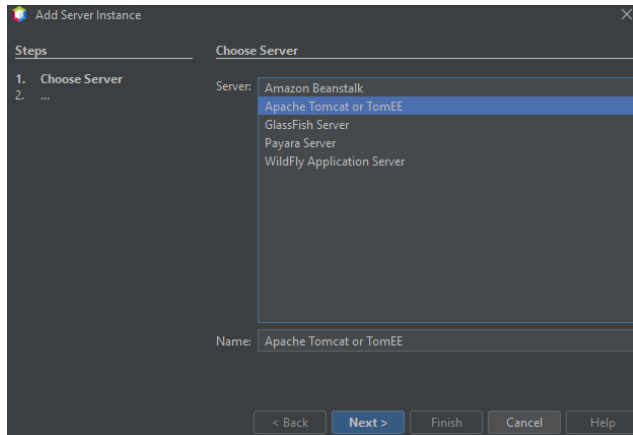 Add Server Instance
Steps
1. Choose Server
2. ...
Choose Server
Server:
Amazon Beanstalk
Apache Tomcat or TomEE
GlassFish Server
Payara Server
WildFly Application Server
Name: Apache Tomcat or TomEE
< Back Next > Finish Cancel Help